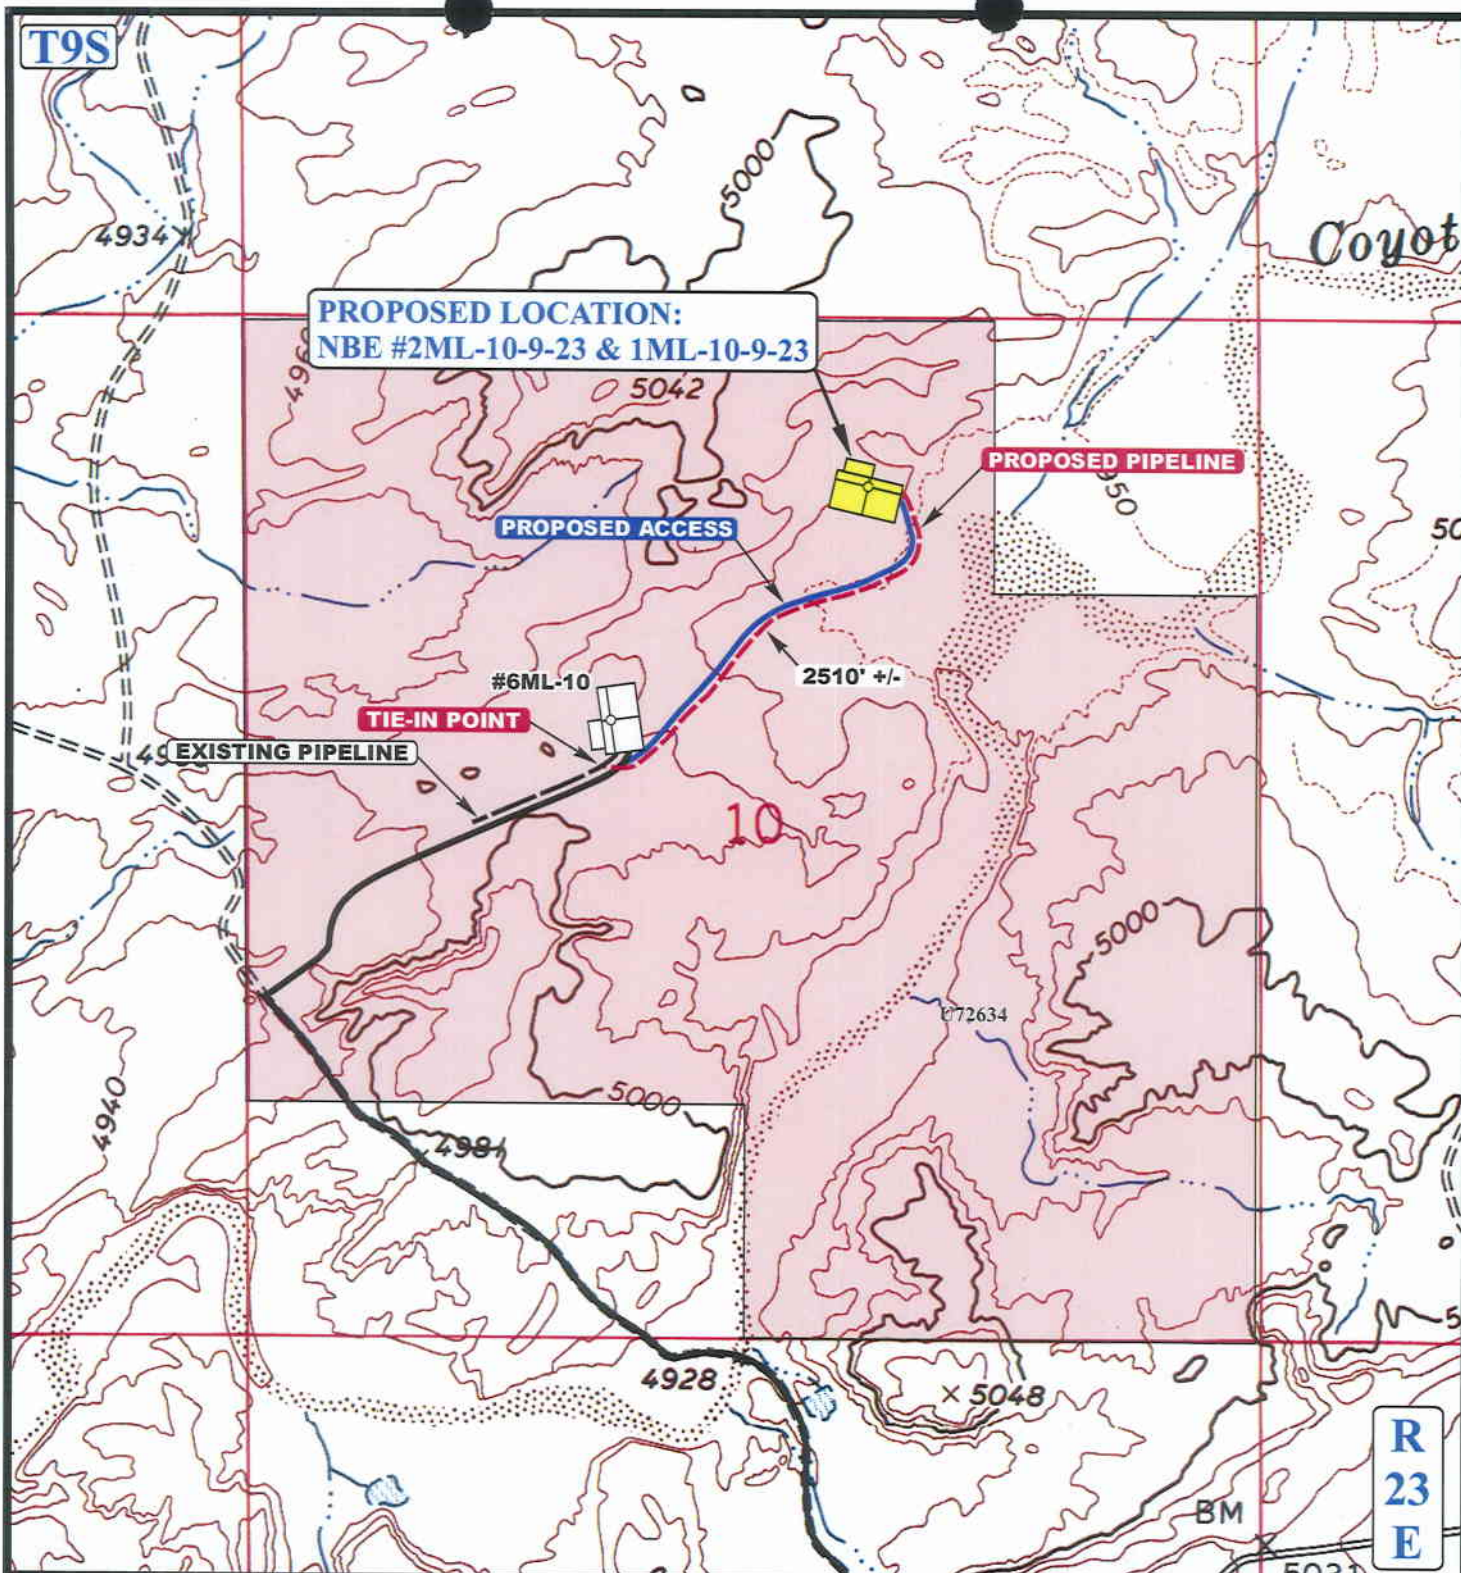 T9S
5000
4934
Coyot
PROPOSED LOCATION:
NBE #2ML-10-9-23 & 1ML-10-9-23
5042
PROPOSED PIPELINE
PROPOSED ACCESS
2510' +/-
#6ML-10
TIE-IN POINT
EXISTING PIPELINE
10
5000
U72634
4940
5000
4981
4928
5048
R
23
E
BM